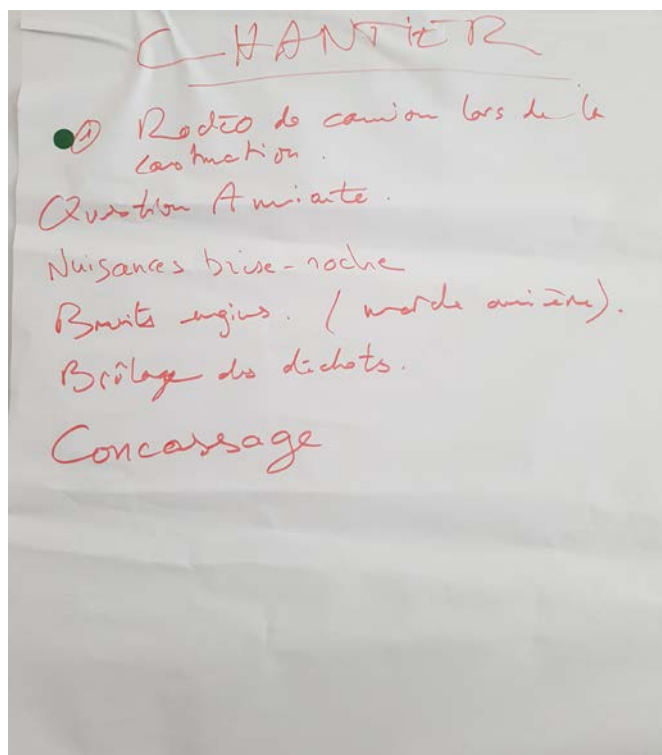 CHANTIER
① Rodéo de camion lors de la
construction.
Question Amiante.
Nuisances brise-roche
Bruits engins. (marche arrière).
Brûlage des déchets.
Concassage